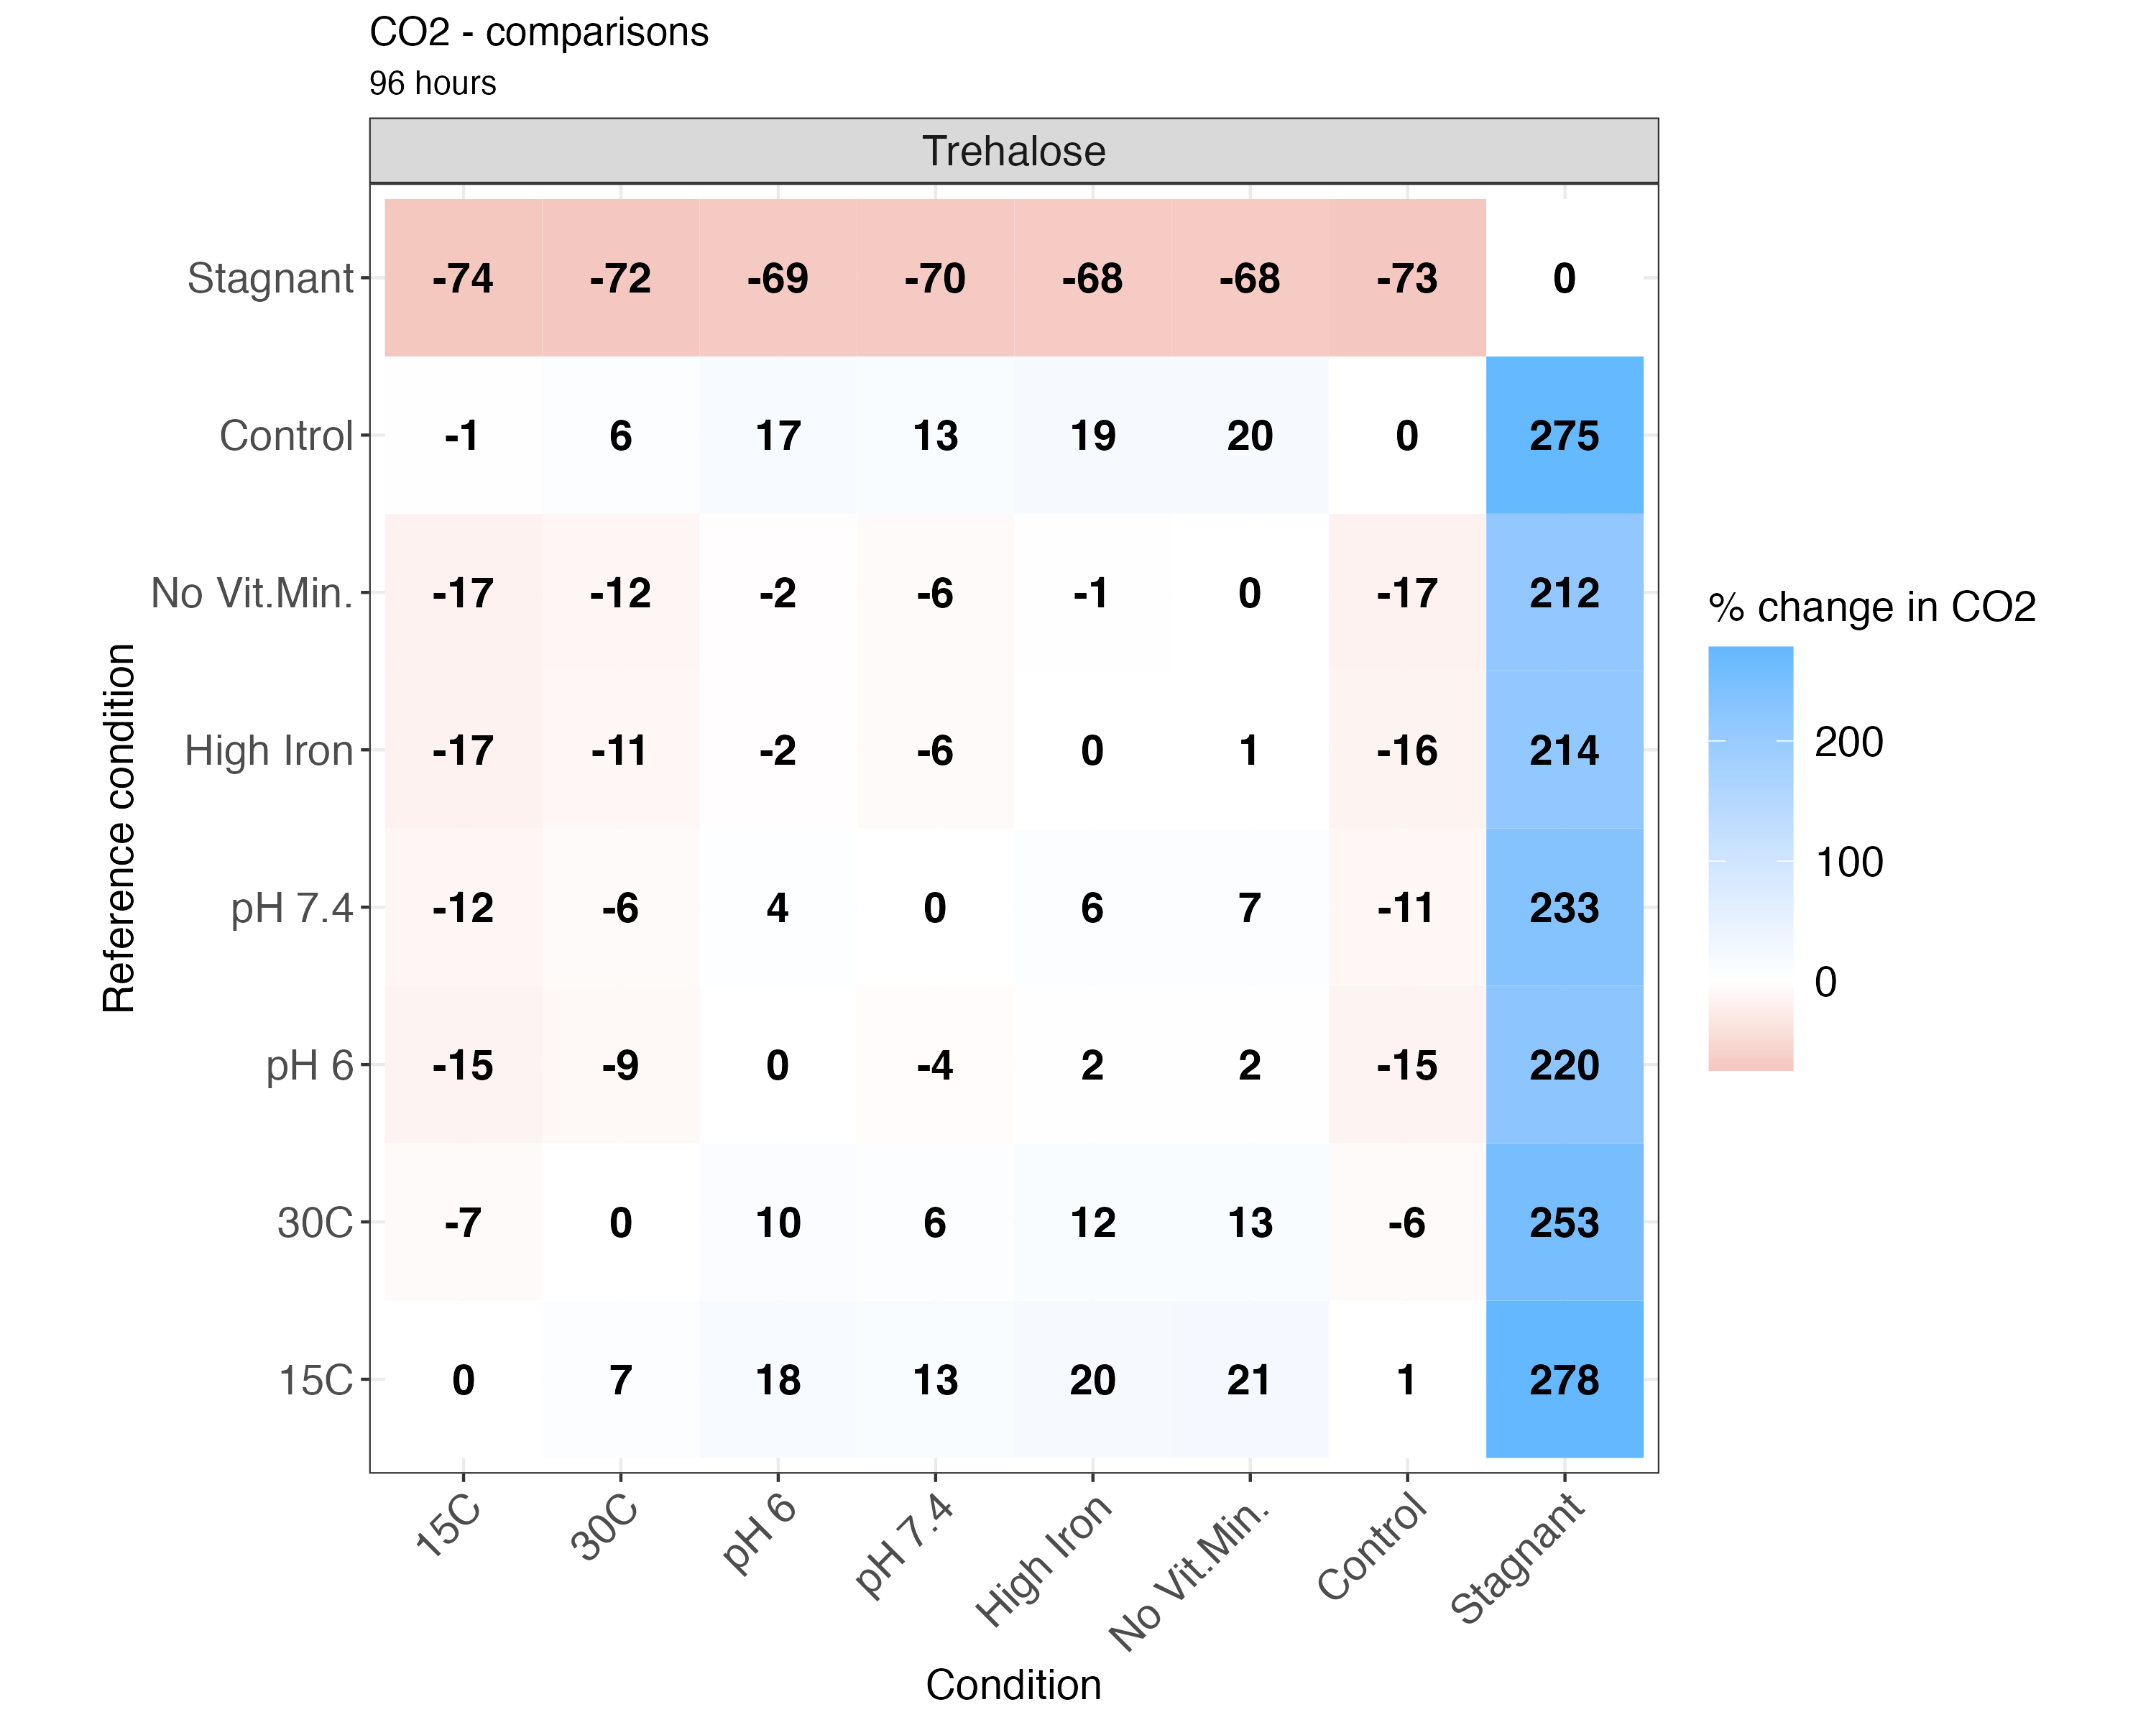 CO2 - comparisons
96 hours
Trehalose
Stagnant -74 -72 -69 -70 -68 -68 -73 0
Control -1 6 17 13 19 20 0 275
No Vit.Min. -17 -12 -2 -6 -1 0 -17 212
High Iron -17 -11 -2 -6 0 1 -16 214
pH 7.4 -12 -6 4 0 6 7 -11 233
pH 6 -15 -9 0 -4 2 2 -15 220
30C -7 0 10 6 12 13 -6 253
15C 0 7 18 13 20 21 1 278
Reference condition
15C 30C pH 6 pH 7.4 High Iron No Vit.Min. Control Stagnant
Condition
% change in CO2
200
100
0